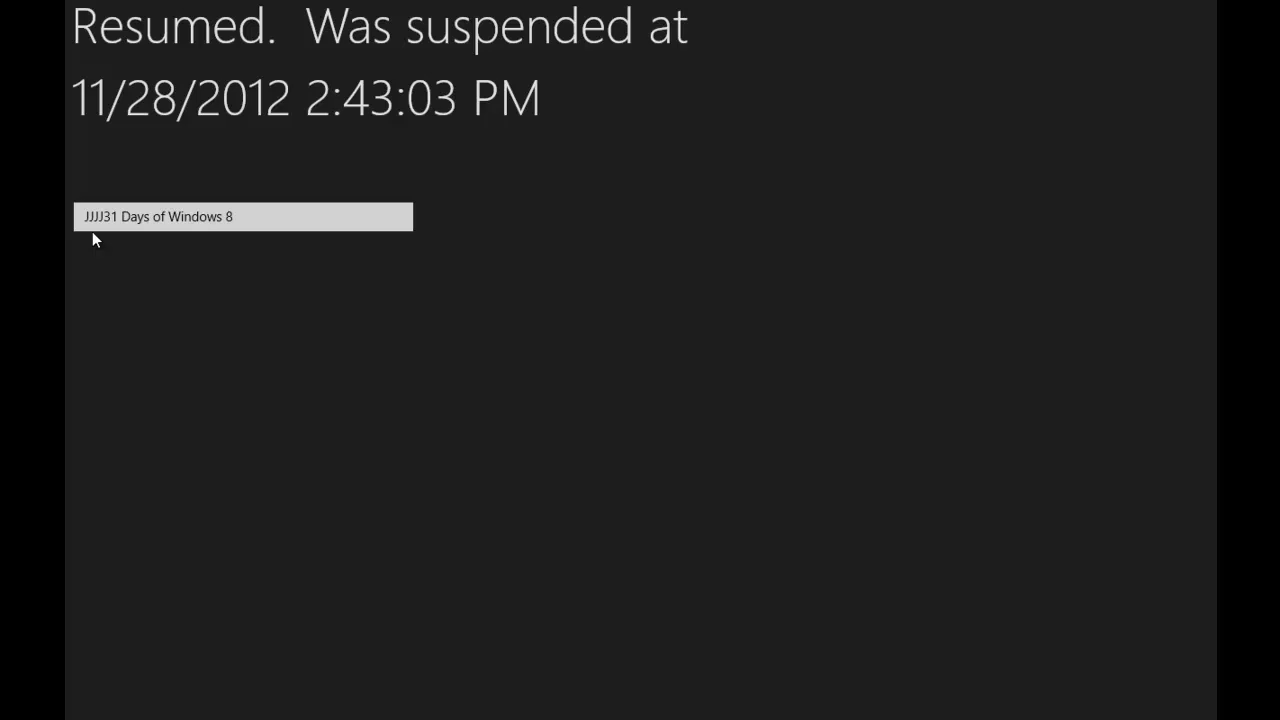 Resumed.  Was suspended at
11/28/2012 2:43:03 PM
JJJJ31 Days of Windows 8